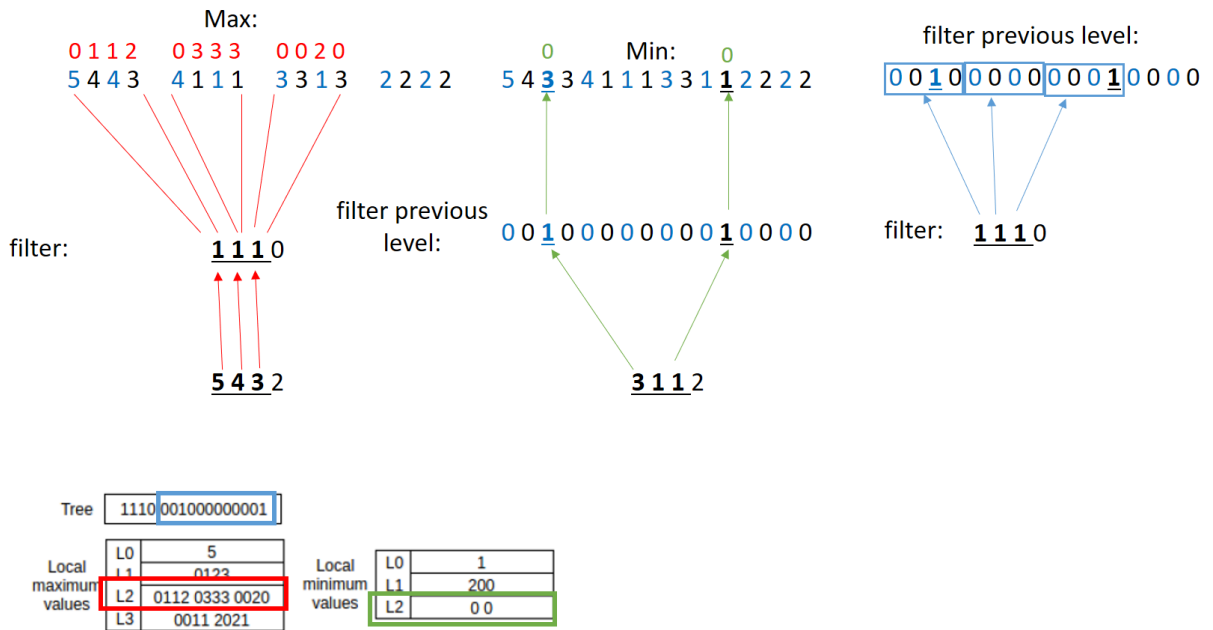 Max:
0 1 1 2 0 3 3 3 0 0 2 0
5 4 4 3 4 1 1 1 3 3 1 3 2 2 2 2
filter: 1 1 1 0
5 4 3 2
0 Min: 0
5 4 3 3 4 1 1 1 3 3 1 1 2 2 2 2
filter previous
level: 0 0 1 0 0 0 0 0 0 0 0 1 0 0 0 0
3 1 1 2
filter previous level:
0 0 1 0 0 0 0 0 0 0 0 1 0 0 0 0
filter: 1 1 1 0
Tree 1110 001000000001
Local
maximum
values
L0 5
L1 0123
L2 0112 0333 0020
L3 0011 2021
Local
minimum
values
L0 1
L1 200
L2 0 0